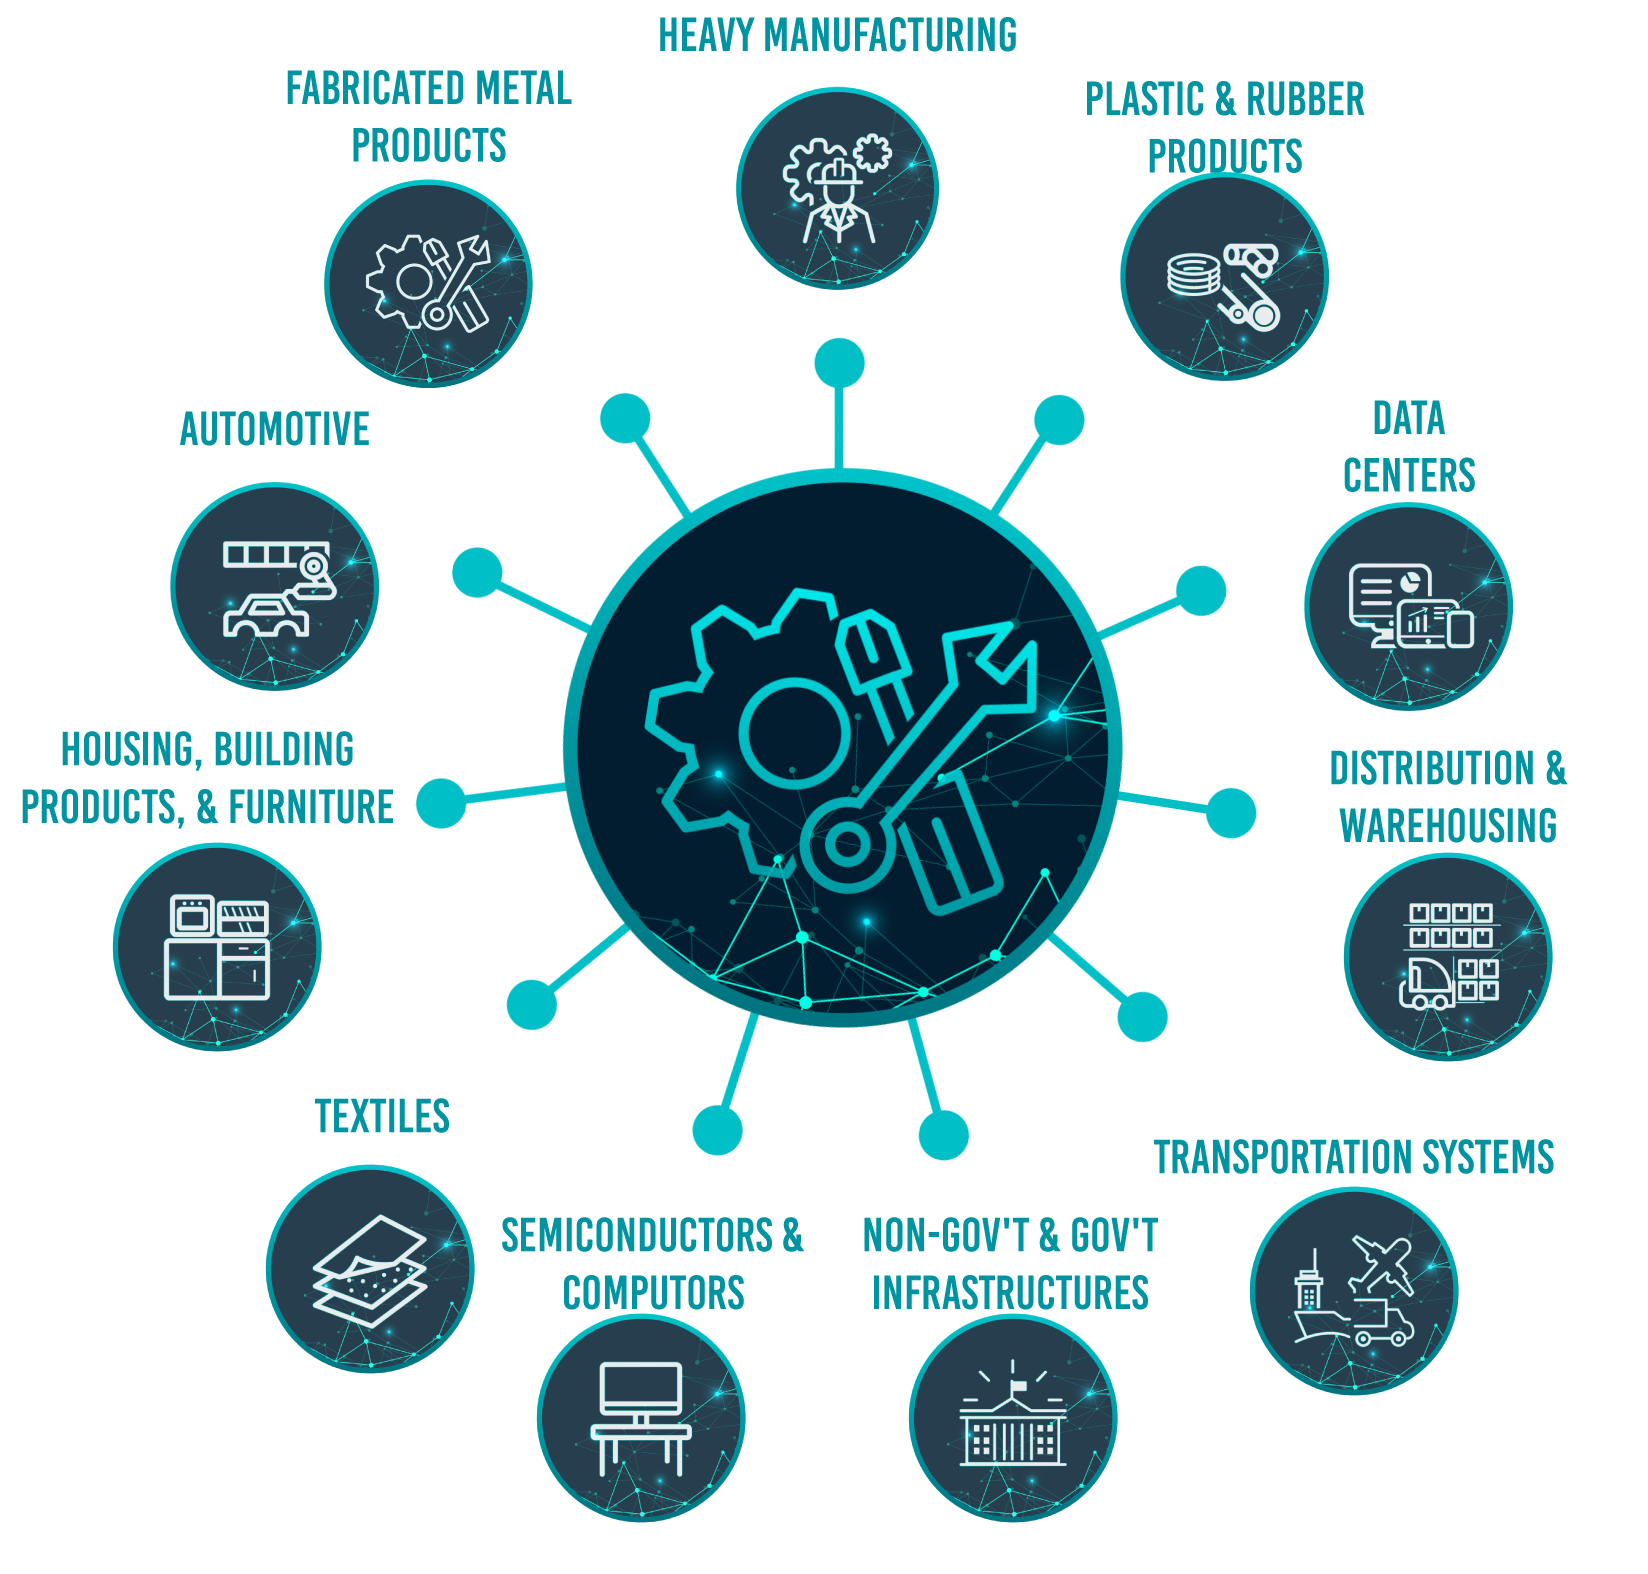 HEAVY MANUFACTURING
FABRICATED METAL
PRODUCTS
PLASTIC & RUBBER
PRODUCTS
AUTOMOTIVE
DATA
CENTERS
HOUSING, BUILDING
PRODUCTS, & FURNITURE
DISTRIBUTION &
WAREHOUSING
TEXTILES
TRANSPORTATION SYSTEMS
SEMICONDUCTORS &
COMPUTORS
NON-GOV'T & GOV'T
INFRASTRUCTURES